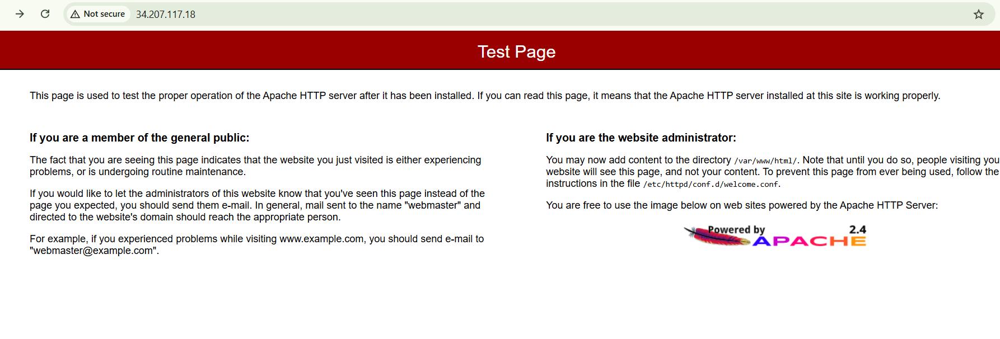 Not secure 34.207.117.18
Test Page
This page is used to test the proper operation of the Apache HTTP server after it has been installed. If you can read this page, it means that the Apache HTTP server installed at this site is working properly.
If you are a member of the general public:
The fact that you are seeing this page indicates that the website you just visited is either experiencing
problems, or is undergoing routine maintenance.
If you would like to let the administrators of this website know that you've seen this page instead of the
page you expected, you should send them e-mail. In general, mail sent to the name "webmaster" and
directed to the website's domain should reach the appropriate person.
For example, if you experienced problems while visiting www.example.com, you should send e-mail to
"webmaster@example.com".
If you are the website administrator:
You may now add content to the directory /var/www/html/. Note that until you do so, people visiting you
website will see this page, and not your content. To prevent this page from ever being used, follow the
instructions in the file /etc/httpd/conf.d/welcome.conf.
You are free to use the image below on web sites powered by the Apache HTTP Server:
Powered by 2.4
APACHE